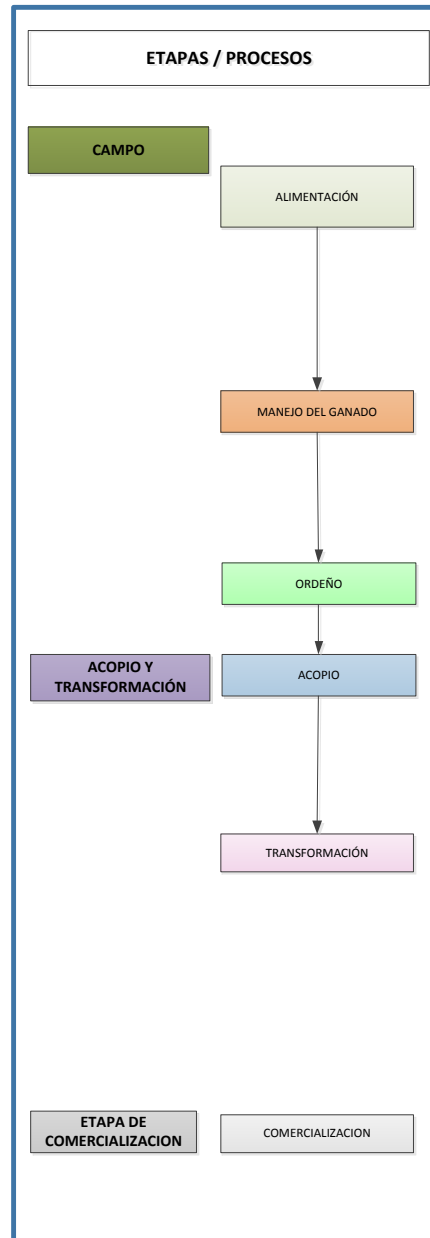 ETAPAS / PROCESOS
CAMPO
ALIMENTACIÓN
MANEJO DEL GANADO
ORDEÑO
ACOPIO Y
TRANSFORMACIÓN
ACOPIO
TRANSFORMACIÓN
ETAPA DE
COMERCIALIZACION
COMERCIALIZACION